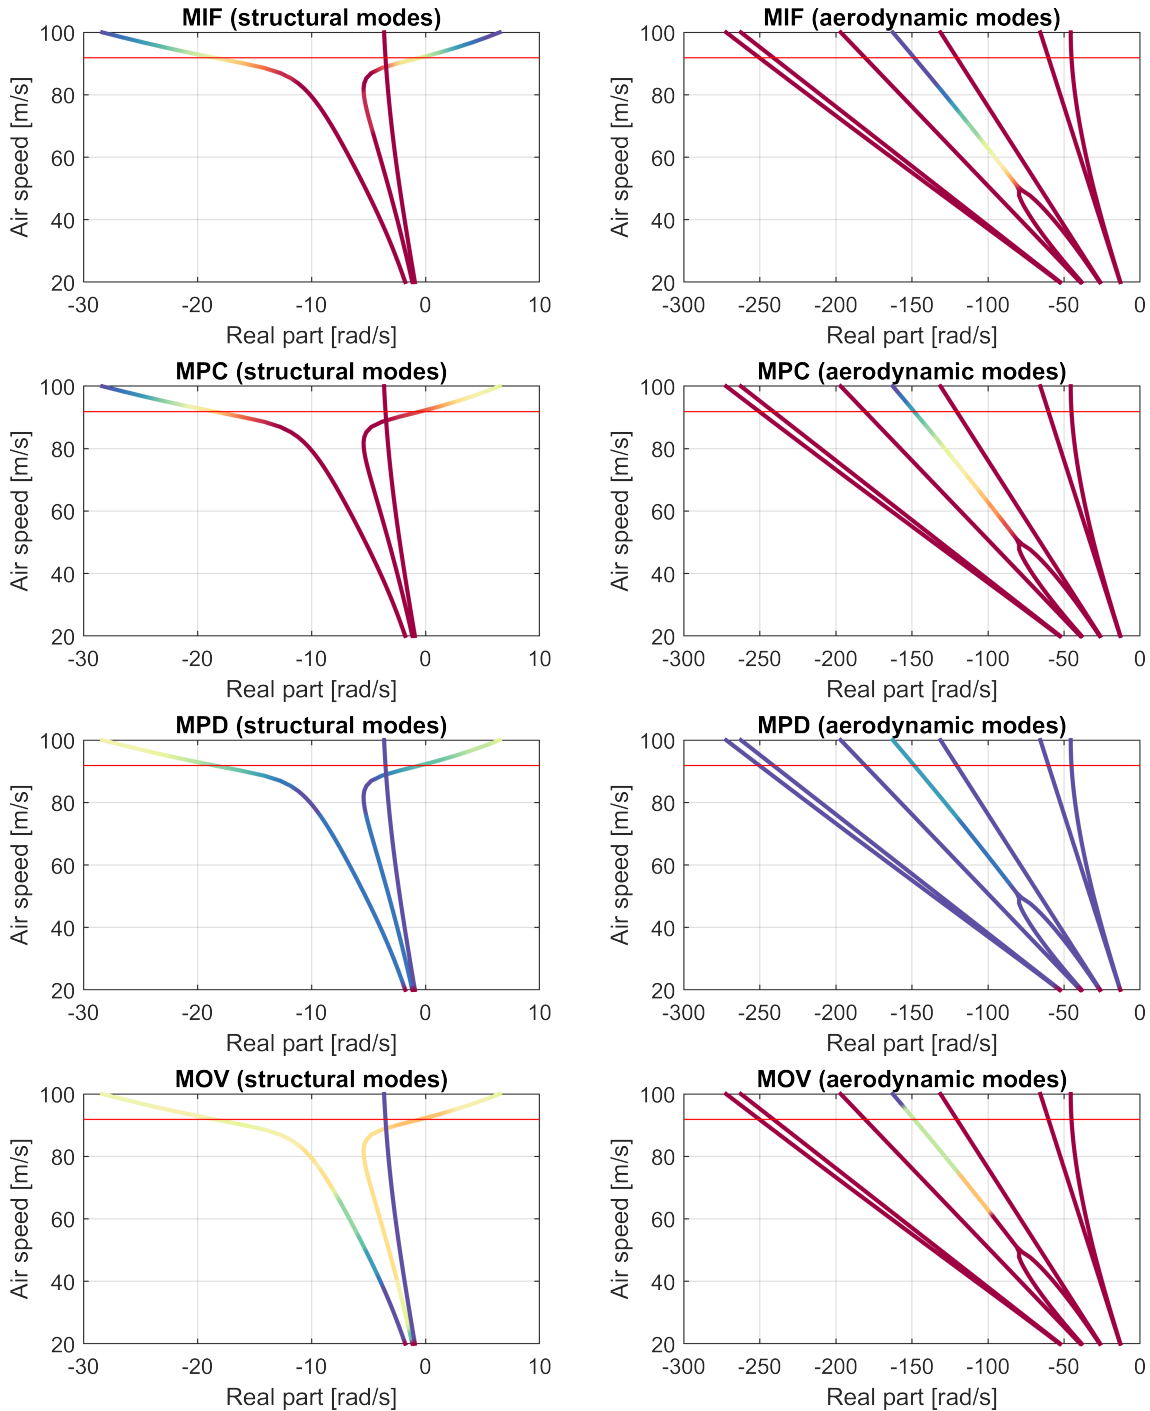 MIF (structural modes)
100
80
60
40
20
-30 -20 -10 0 10
Air speed [m/s]
Real part [rad/s]
MIF (aerodynamic modes)
100
80
60
40
20
-300 -250 -200 -150 -100 -50 0
Air speed [m/s]
Real part [rad/s]
MPC (structural modes)
100
80
60
40
20
-30 -20 -10 0 10
Air speed [m/s]
Real part [rad/s]
MPC (aerodynamic modes)
100
80
60
40
20
-300 -250 -200 -150 -100 -50 0
Air speed [m/s]
Real part [rad/s]
MPD (structural modes)
100
80
60
40
20
-30 -20 -10 0 10
Air speed [m/s]
Real part [rad/s]
MPD (aerodynamic modes)
100
80
60
40
20
-300 -250 -200 -150 -100 -50 0
Air speed [m/s]
Real part [rad/s]
MOV (structural modes)
100
80
60
40
20
-30 -20 -10 0 10
Air speed [m/s]
Real part [rad/s]
MOV (aerodynamic modes)
100
80
60
40
20
-300 -250 -200 -150 -100 -50 0
Air speed [m/s]
Real part [rad/s]